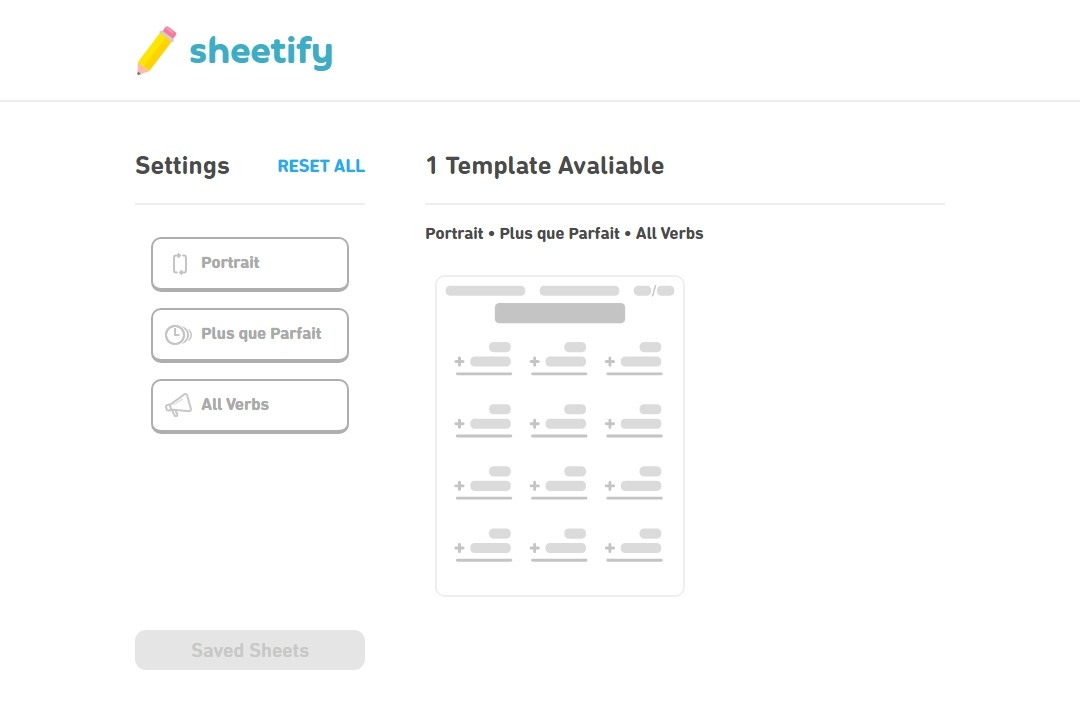 sheetify
Settings
RESET ALL
1 Template Avaliable
Portrait • Plus que Parfait • All Verbs
Portrait
Plus que Parfait
All Verbs
Saved Sheets